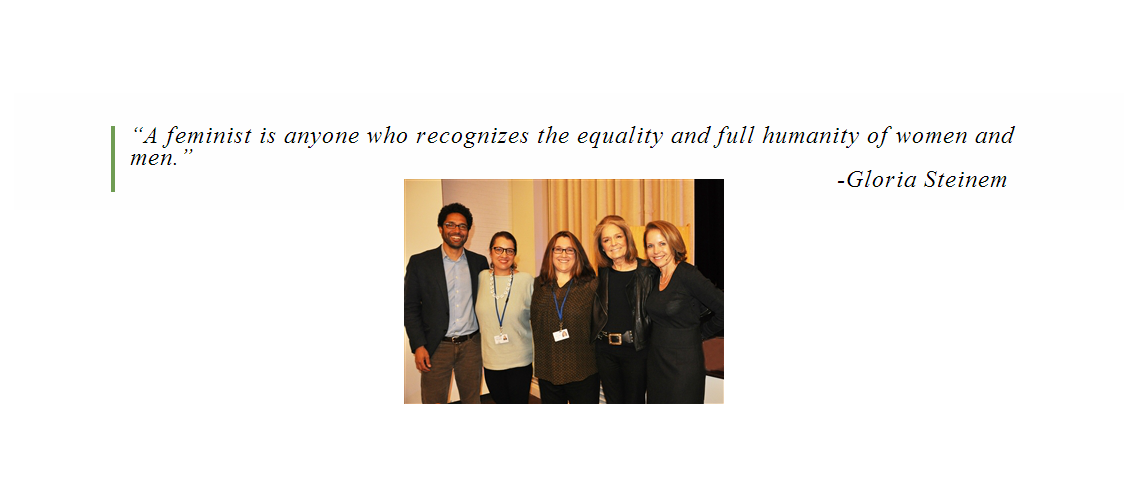 “A feminist is anyone who recognizes the equality and full humanity of women and
men.”
-Gloria Steinem